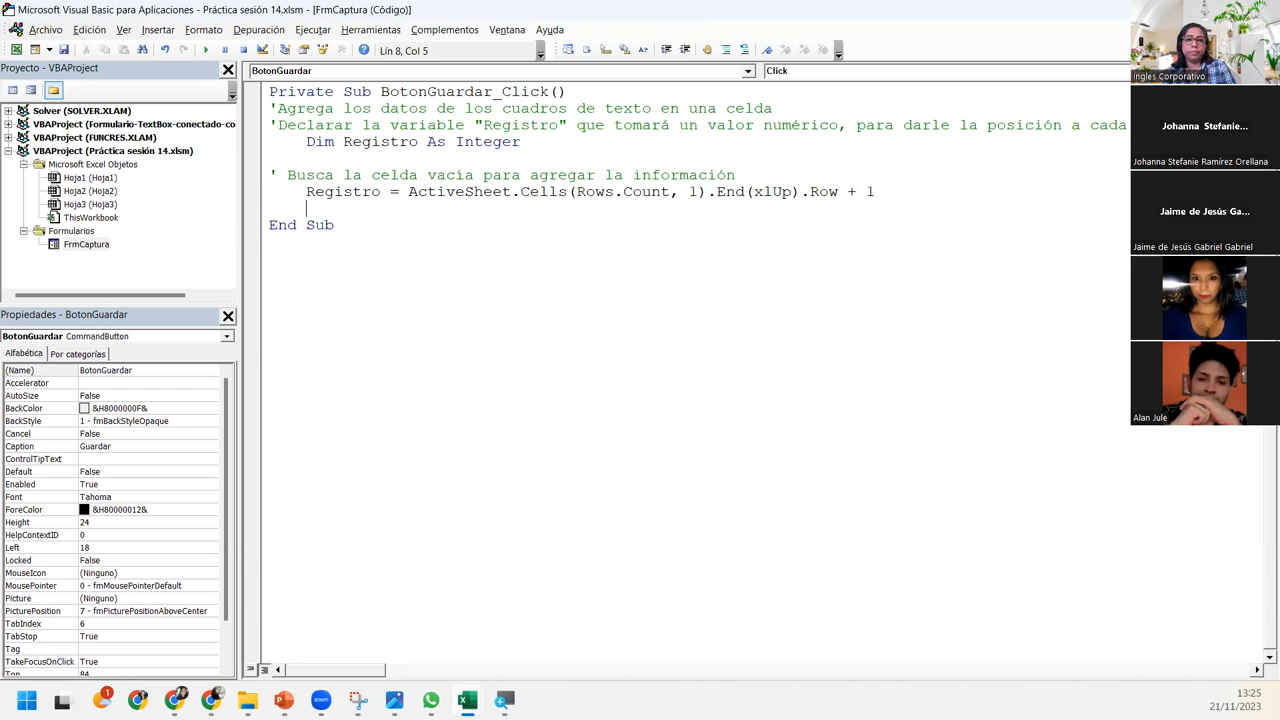 Microsoft Visual Basic para Aplicaciones - Práctica sesión 14.xlsm - [FrmCaptura (Código)]
Archivo Edición Ver Insertar Formato Depuración Ejecutar Herramientas Complementos Ventana Ayuda
Lín 8, Col 5
Proyecto - VBAProject
Solver (SOLVER.XLAM)
VBAProject (Formulario-TextBox-conectado-co
VBAProject (FUNCRES.XLAM)
VBAProject (Práctica sesión 14.xlsm)
Microsoft Excel Objetos
Hoja1 (Hoja1)
Hoja2 (Hoja2)
Hoja3 (Hoja3)
ThisWorkbook
Formularios
FrmCaptura
Propiedades - BotonGuardar
BotonGuardar CommandButton
Alfabética Por categorías
(Name) BotonGuardar
Accelerator
AutoSize False
BackColor &H8000000F&
BackStyle 1 - fmBackStyleOpaque
Cancel False
Caption Guardar
ControlTipText
Default False
Enabled True
Font Tahoma
ForeColor &H80000012&
Height 24
HelpContextID 0
Left 18
Locked False
MouseIcon (Ninguno)
MousePointer 0 - fmMousePointerDefault
Picture (Ninguno)
PicturePosition 7 - fmPicturePositionAboveCenter
TabIndex 6
TabStop True
Tag
TakeFocusOnClick True
Top 84
BotonGuardar Click
Private Sub BotonGuardar_Click()
'Agrega los datos de los cuadros de texto en una celda
'Declarar la variable "Registro" que tomará un valor numérico, para darle la posición a cada
Dim Registro As Integer
' Busca la celda vacía para agregar la información
Registro = ActiveSheet.Cells(Rows.Count, 1).End(xlUp).Row + 1
End Sub
Ingles Corporativo
Johanna Stefanie...
Johanna Stefanie Ramírez Orellana
Jaime de Jesús Ga...
Jaime de Jesús Gabriel Gabriel
Alan Jule
1
zoom
13:25
21/11/2023